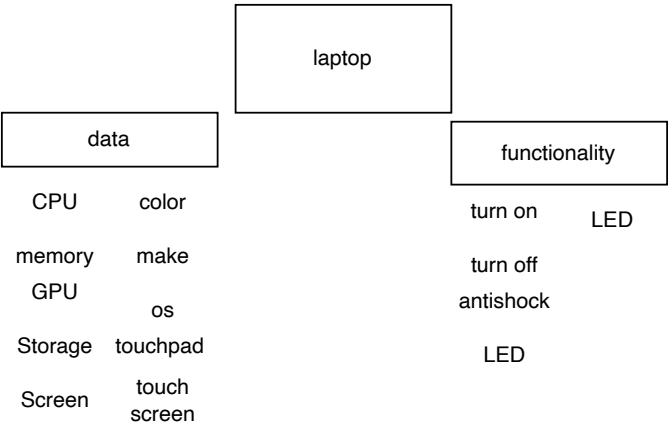 laptop
data
functionality
CPU
color
turn on
LED
memory
make
turn off
GPU
os
antishock
Storage
touchpad
LED
Screen
touch
screen